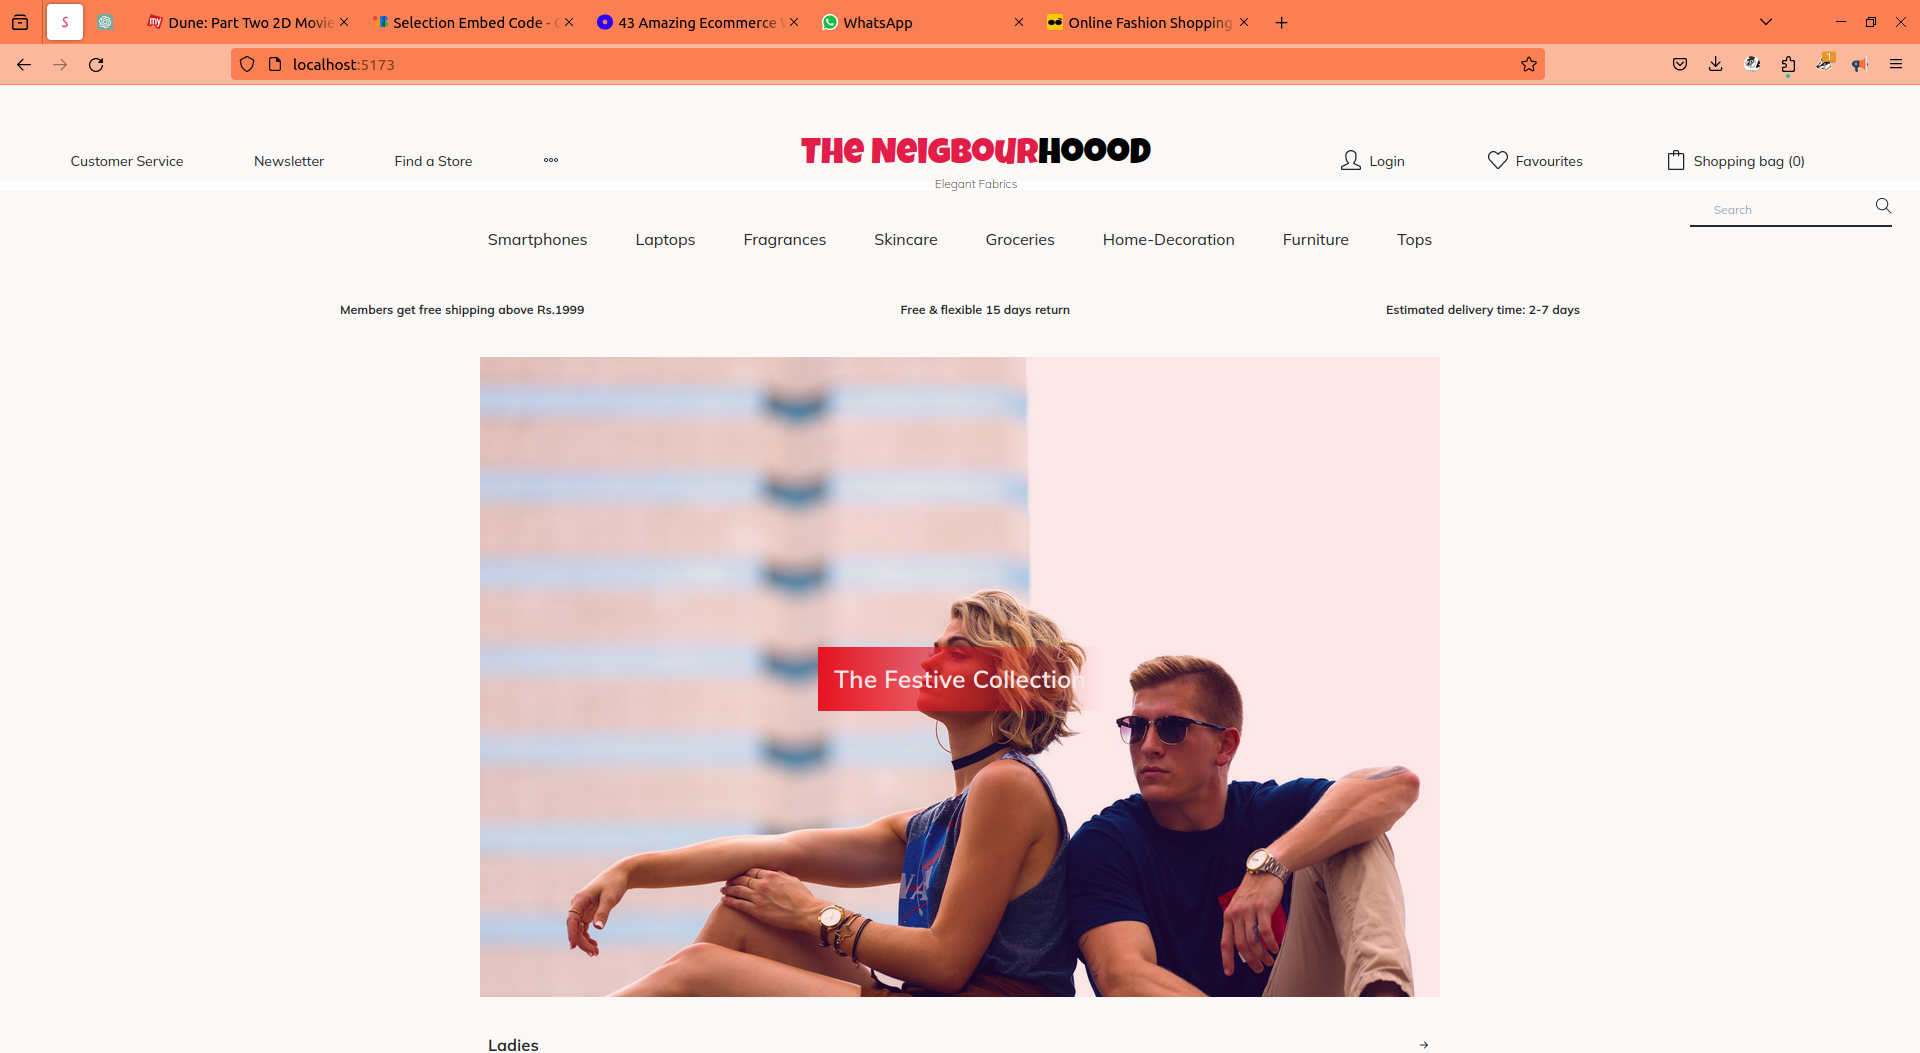 Dune: Part Two 2D Movie
Selection Embed Code - C
43 Amazing Ecommerce W
WhatsApp
Online Fashion Shopping
localhost:5173
1
Customer Service
Newsletter
Find a Store
THE NEIGBOURHOOOD
Elegant Fabrics
Login
Favourites
Shopping bag (0)
Search
Smartphones
Laptops
Fragrances
Skincare
Groceries
Home-Decoration
Furniture
Tops
Members get free shipping above Rs.1999
Free & flexible 15 days return
Estimated delivery time: 2-7 days
The Festive Collection
Ladies